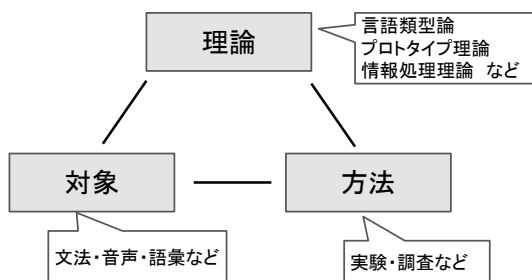 理論
言語類型論
プロトタイプ理論
情報処理理論 など
対象
方法
文法・音声・語彙など
実験・調査など